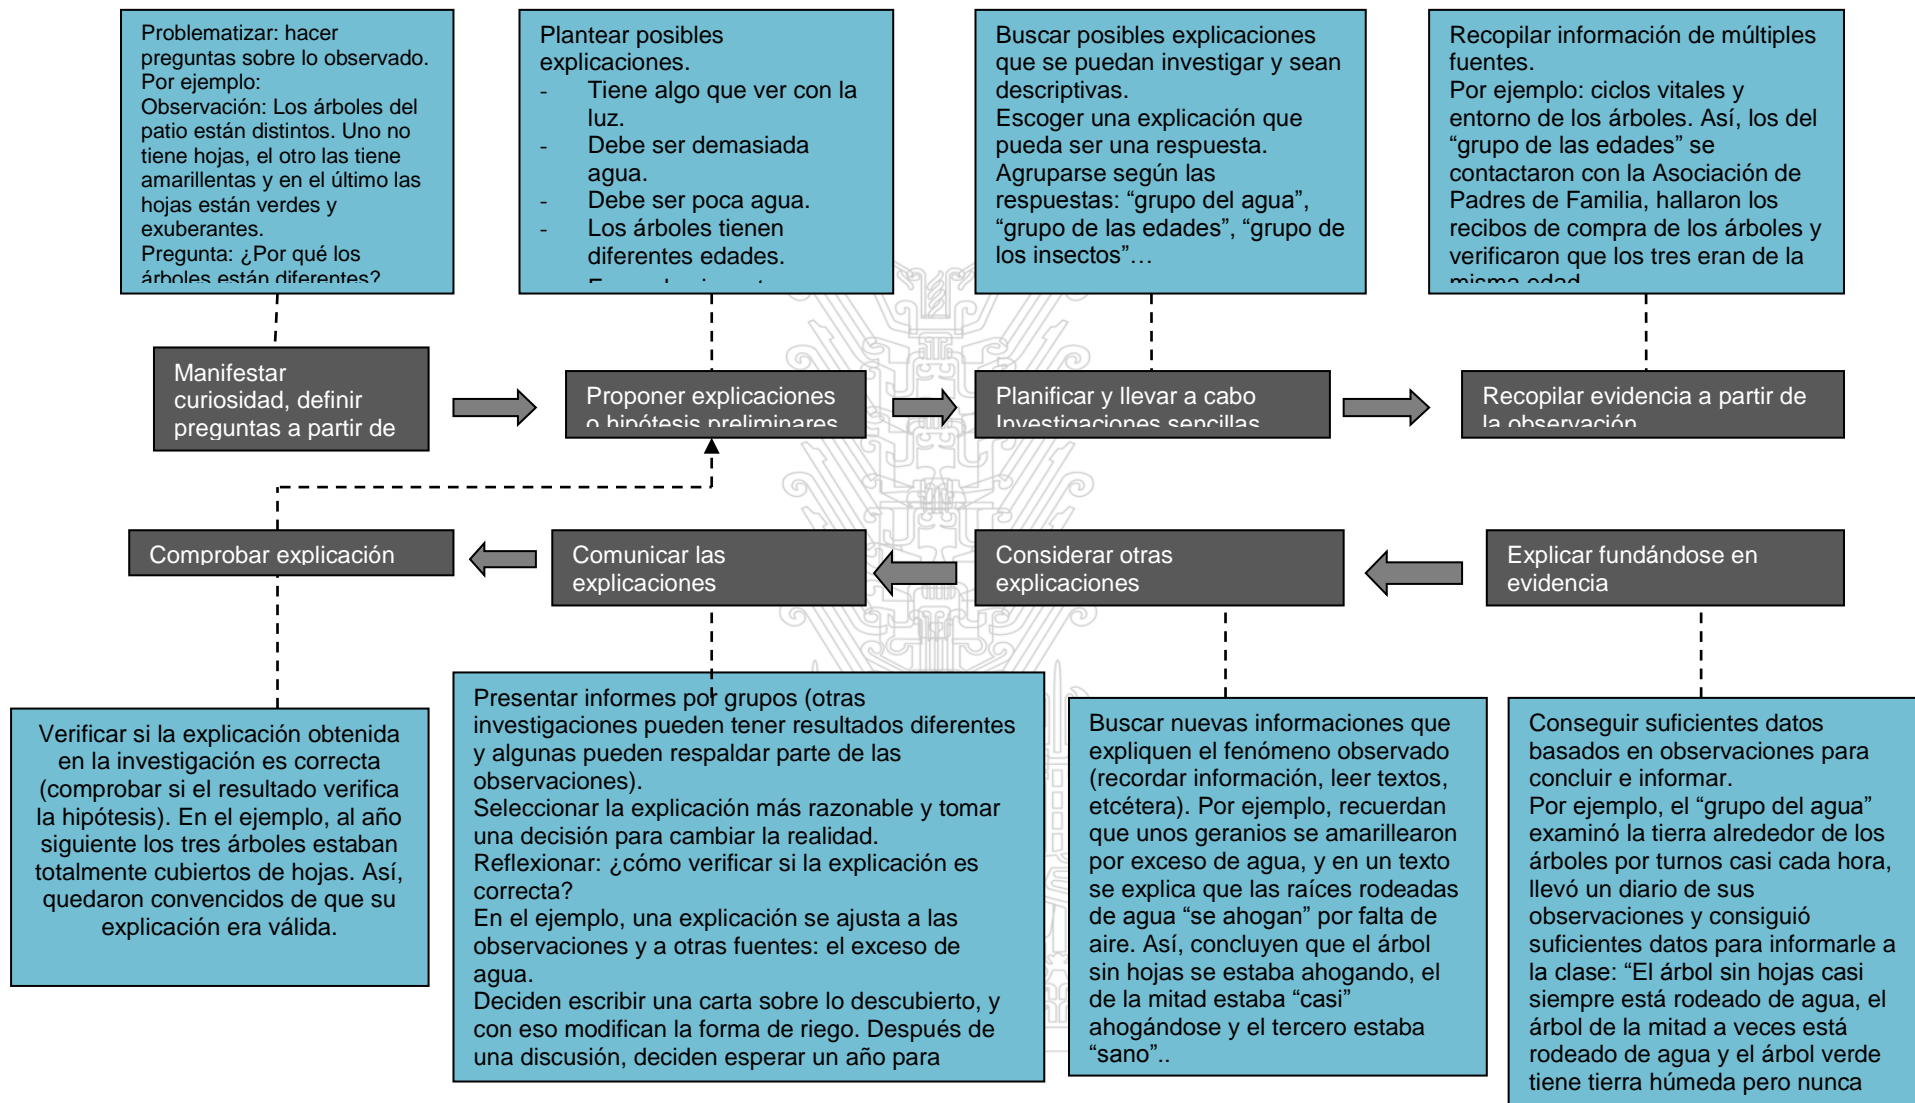 Problematizar: hacer
preguntas sobre lo observado.
Por ejemplo:
Observación: Los árboles del
patio están distintos. Uno no
tiene hojas, el otro las tiene
amarillentas y en el último las
hojas están verdes y
exuberantes.
Pregunta: ¿Por qué los
árboles están diferentes?
Plantear posibles
explicaciones.
- Tiene algo que ver con la
luz.
- Debe ser demasiada
agua.
- Debe ser poca agua.
- Los árboles tienen
diferentes edades.
Buscar posibles explicaciones
que se puedan investigar y sean
descriptivas.
Escoger una explicación que
pueda ser una respuesta.
Agruparse según las
respuestas: “grupo del agua”,
“grupo de las edades”, “grupo de
los insectos”…
Recopilar información de múltiples
fuentes.
Por ejemplo: ciclos vitales y
entorno de los árboles. Así, los del
“grupo de las edades” se
contactaron con la Asociación de
Padres de Familia, hallaron los
recibos de compra de los árboles y
verificaron que los tres eran de la
misma edad
Manifestar
curiosidad, definir
preguntas a partir de
Proponer explicaciones
o hipótesis preliminares
Planificar y llevar a cabo
Investigaciones sencillas
Recopilar evidencia a partir de
la observación
Comprobar explicación
Comunicar las
explicaciones
Considerar otras
explicaciones
Explicar fundándose en
evidencia
Verificar si la explicación obtenida
en la investigación es correcta
(comprobar si el resultado verifica
la hipótesis). En el ejemplo, al año
siguiente los tres árboles estaban
totalmente cubiertos de hojas. Así,
quedaron convencidos de que su
explicación era válida.
Presentar informes por grupos (otras
investigaciones pueden tener resultados diferentes
y algunas pueden respaldar parte de las
observaciones).
Seleccionar la explicación más razonable y tomar
una decisión para cambiar la realidad.
Reflexionar: ¿cómo verificar si la explicación es
correcta?
En el ejemplo, una explicación se ajusta a las
observaciones y a otras fuentes: el exceso de
agua.
Deciden escribir una carta sobre lo descubierto, y
con eso modifican la forma de riego. Después de
una discusión, deciden esperar un año para
Buscar nuevas informaciones que
expliquen el fenómeno observado
(recordar información, leer textos,
etcétera). Por ejemplo, recuerdan
que unos geranios se amarillearon
por exceso de agua, y en un texto
se explica que las raíces rodeadas
de agua “se ahogan” por falta de
aire. Así, concluyen que el árbol
sin hojas se estaba ahogando, el
de la mitad estaba “casi”
ahogándose y el tercero estaba
“sano”..
Conseguir suficientes datos
basados en observaciones para
concluir e informar.
Por ejemplo, el “grupo del agua”
examinó la tierra alrededor de los
árboles por turnos casi cada hora,
llevó un diario de sus
observaciones y consiguió
suficientes datos para informarle a
la clase: “El árbol sin hojas casi
siempre está rodeado de agua, el
árbol de la mitad a veces está
rodeado de agua y el árbol verde
tiene tierra húmeda pero nunca